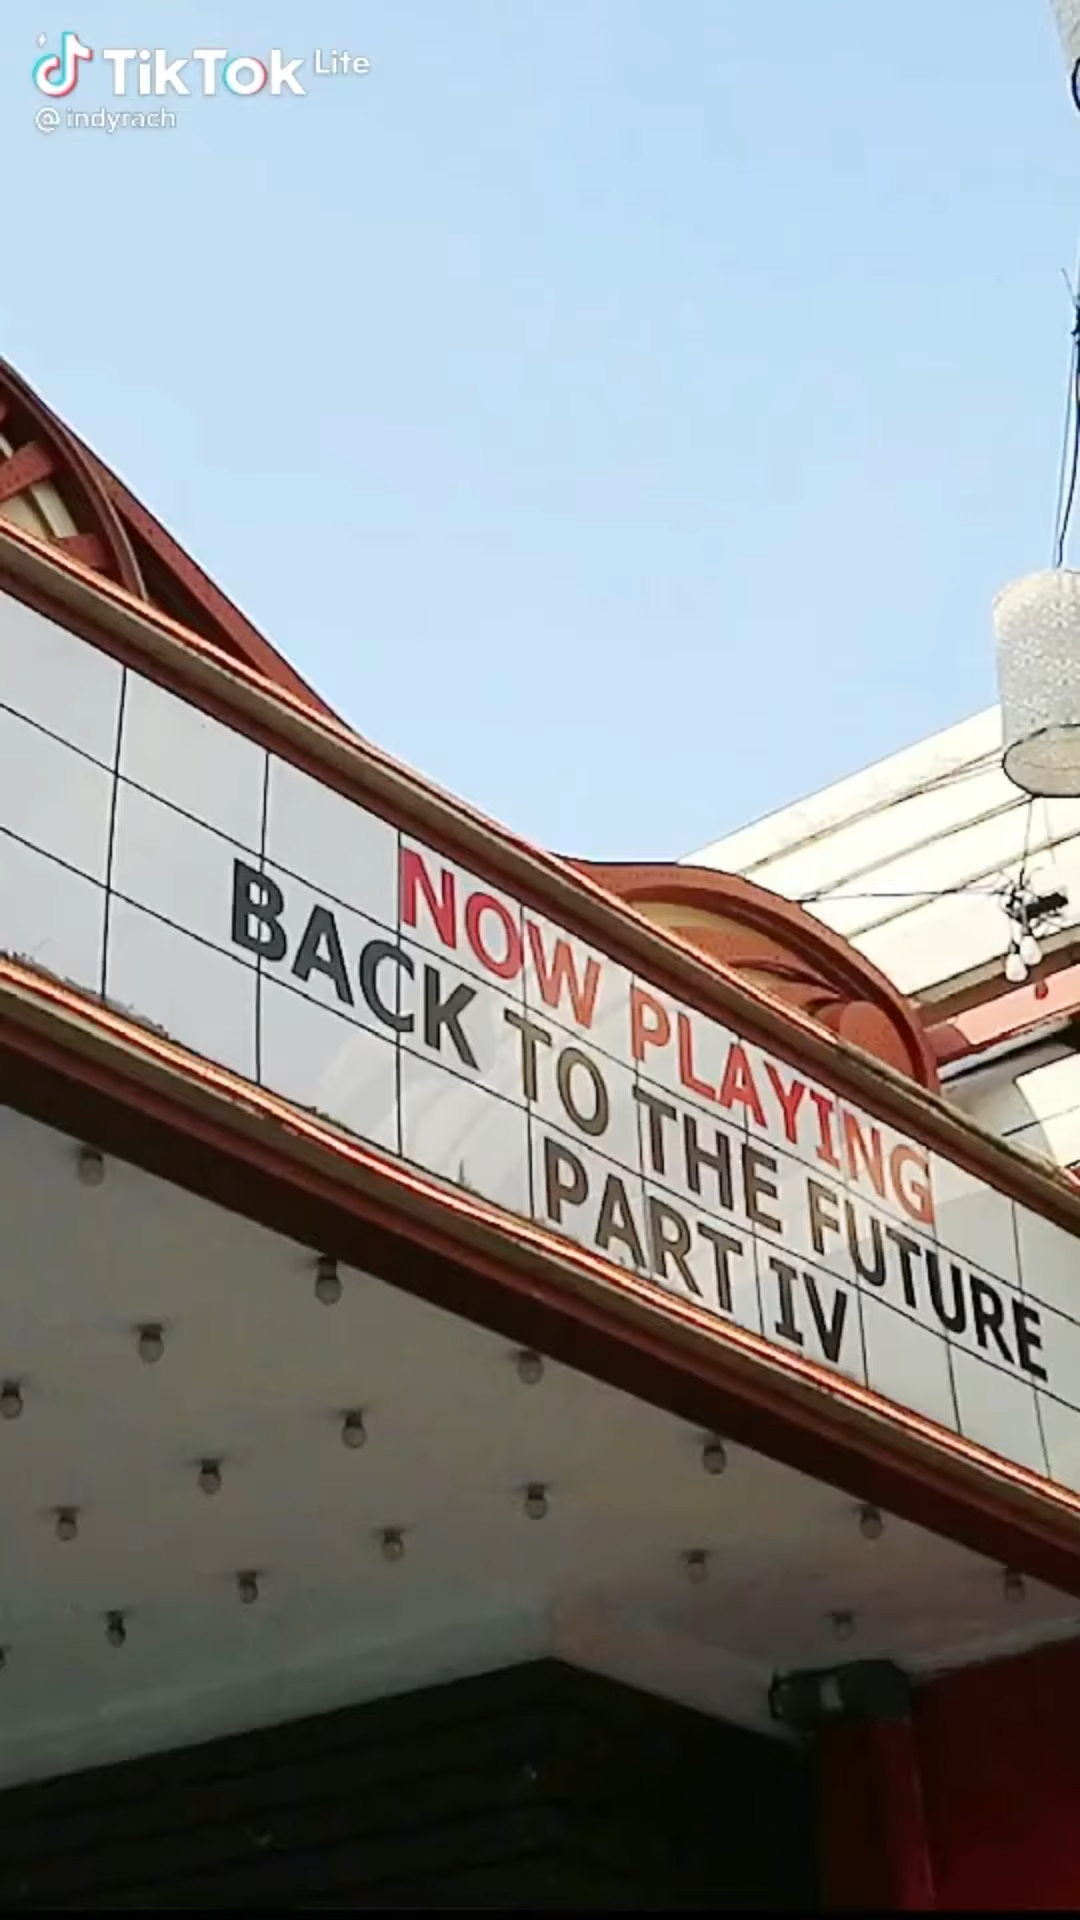 TikTok Lite
@indyrach
NOW PLAYING
BACK TO THE FUTURE
PART IV